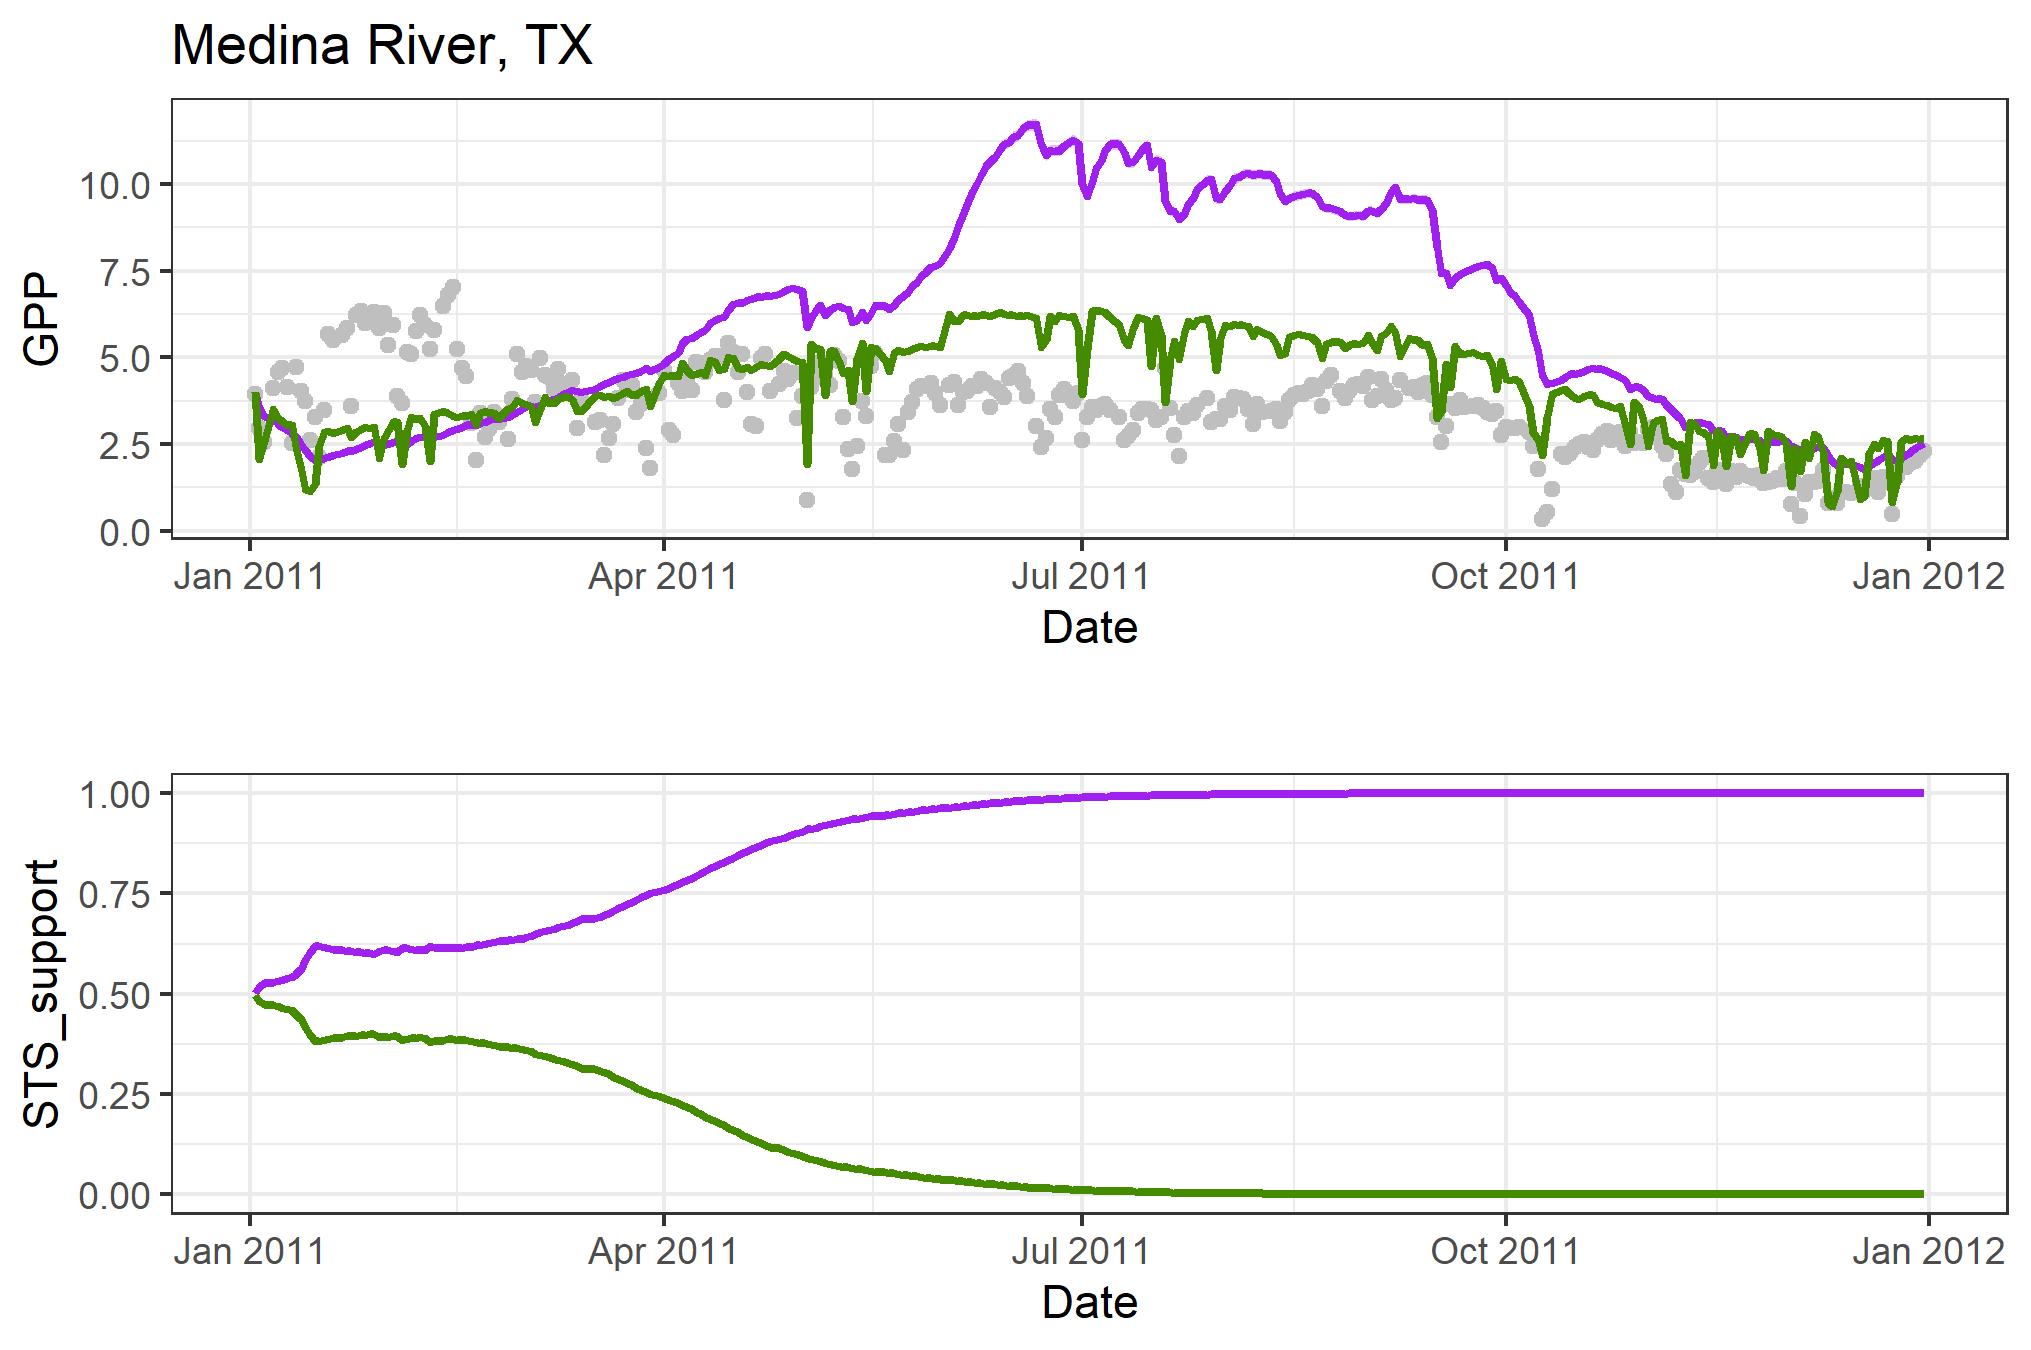 Medina River, TX
GPP
10.0
7.5
5.0
2.5
0.0
Jan 2011 Apr 2011 Jul 2011 Oct 2011 Jan 2012
Date
STS_support
1.00
0.75
0.50
0.25
0.00
Jan 2011 Apr 2011 Jul 2011 Oct 2011 Jan 2012
Date